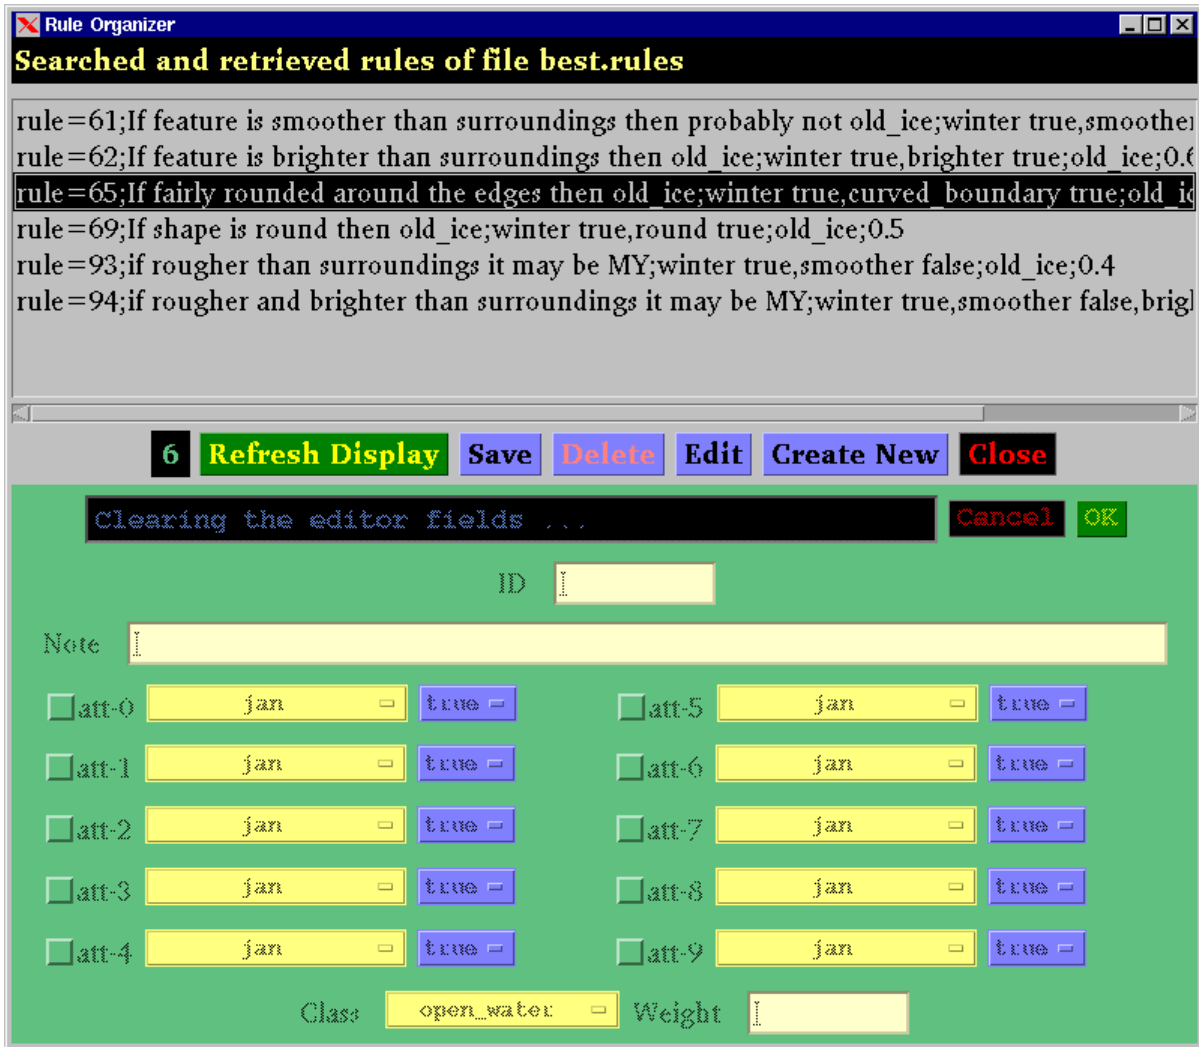 Rule Organizer
Searched and retrieved rules of file best.rules
rule=61;If feature is smoother than surroundings then probably not old_ice;winter true,smoother
rule=62;If feature is brighter than surroundings then old_ice;winter true,brighter true;old_ice;0.6
rule=65;If fairly rounded around the edges then old_ice;winter true,curved_boundary true;old_ic
rule=69;If shape is round then old_ice;winter true,round true;old_ice;0.5
rule=93;if rougher than surroundings it may be MY;winter true,smoother false;old_ice;0.4
rule=94;if rougher and brighter than surroundings it may be MY;winter true,smoother false,brigh
6 Refresh Display Save Delete Edit Create New Close
Clearing the editor fields ... Cancel OK
ID
Note
att-0 jan true att-5 jan true
att-1 jan true att-6 jan true
att-2 jan true att-7 jan true
att-3 jan true att-8 jan true
att-4 jan true att-9 jan true
Class open_water Weight